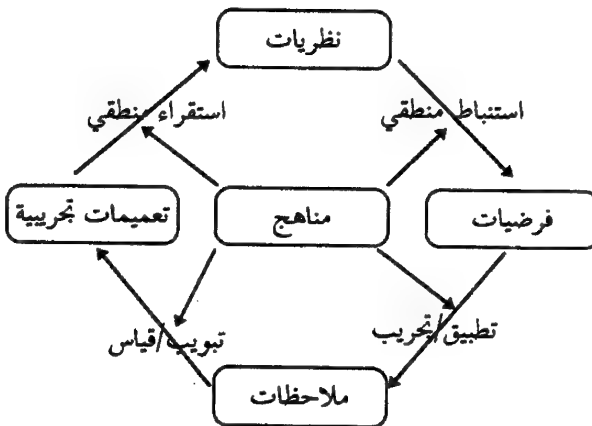 نظريات
استنباط منطقي
استقراء منطقي
فرضيات
مناهج
تعميمات تجريبية
تطبيق/تجريب
تبويب/قياس
ملاحظات